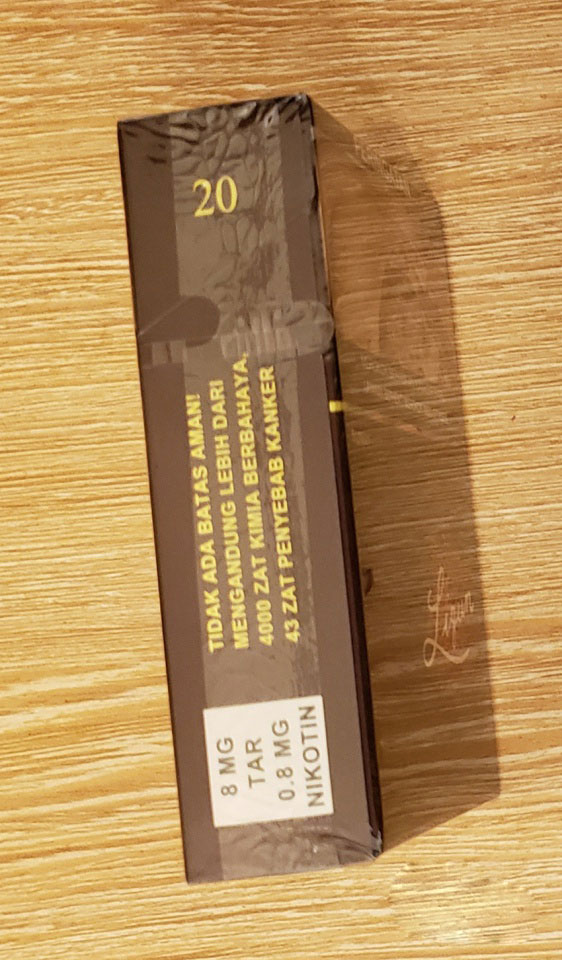 20
TIDAK ADA BATAS AMAN!
MENGANDUNG LEBIH DARI
4000 ZAT KIMIA BERBAHAYA,
43 ZAT PENYEBAB KANKER
8 MG
TAR
0.8 MG
NIKOTIN